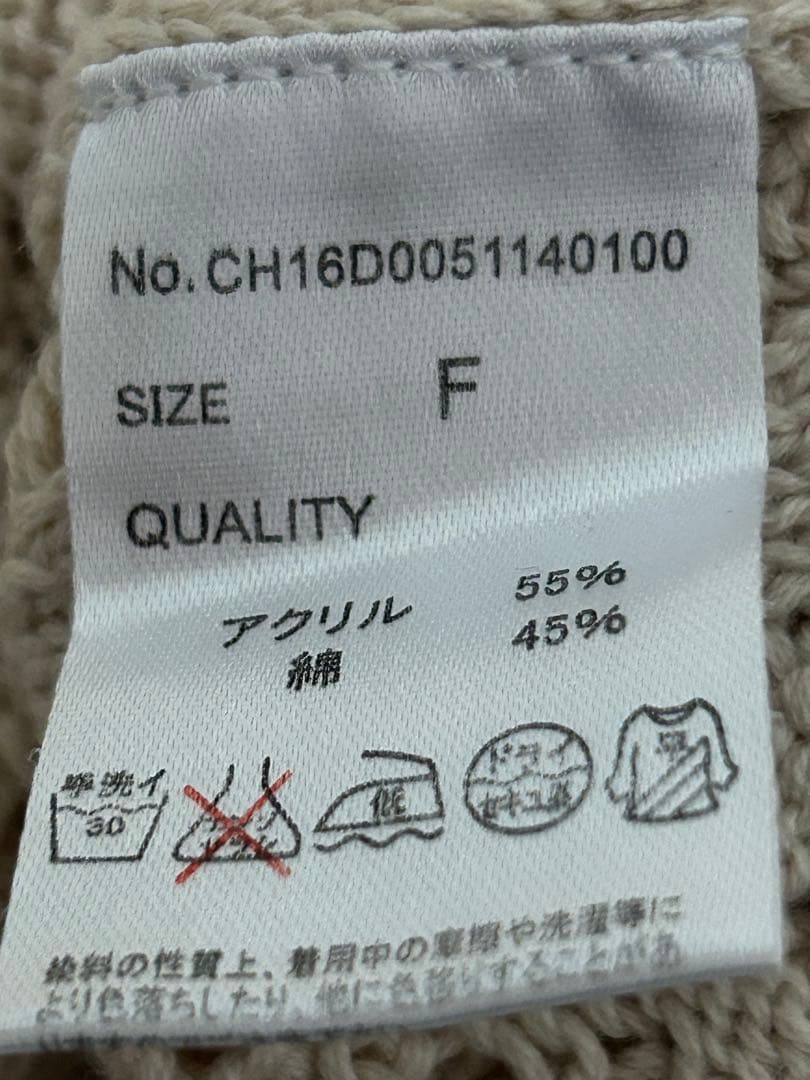 No.CH16D0051140100
SIZE F
QUALITY
アクリル 55%
綿 45%
手洗イ
30
低
ドライ
セキユ系
染料の性質上、着用中の摩擦や洗濯等に
より色落ちしたり、他に色移りすることがあ